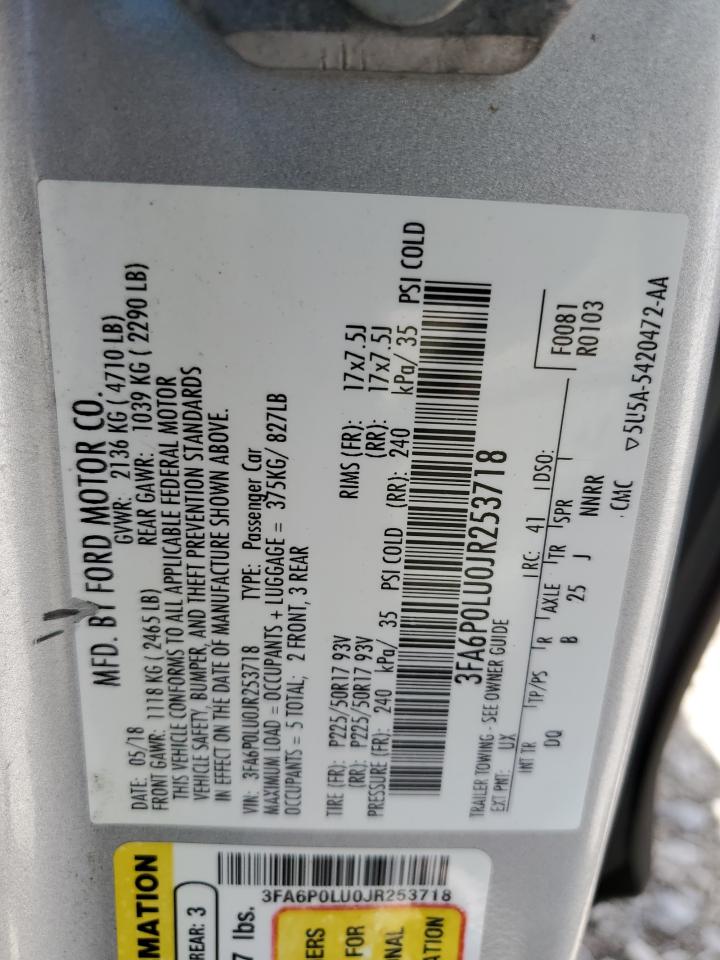 MFD. BY FORD MOTOR CO.
DATE: 05/18 GVWR: 2136 KG ( 4710 LB)
FRONT GAWR: 1118 KG ( 2465 LB) REAR GAWR: 1039 KG ( 2290 LB)
THIS VEHICLE CONFORMS TO ALL APPLICABLE FEDERAL MOTOR
VEHICLE SAFETY, BUMPER, AND THEFT PREVENTION STANDARDS
IN EFFECT ON THE DATE OF MANUFACTURE SHOWN ABOVE.
VIN: 3FA6P0LU0JR253718 TYPE: Passenger Car
MAXIMUM LOAD = OCCUPANTS + LUGGAGE = 375KG/ 827LB
OCCUPANTS = 5 TOTAL; 2 FRONT, 3 REAR
TIRE (FR): P225/50R17 93V RIMS (FR): 17x7.5J
(RR): P225/50R17 93V (RR): 17x7.5J
PRESSURE (FR): 240 kPa/ 35 PSI COLD (RR): 240 kPa/ 35 PSI COLD
3FA6P0LU0JR253718
TRAILER TOWING - SEE OWNER GUIDE
EXT PNT: UX RC: 41 DSO: F0081
R0103
INT TR TP/PS R AXLE TR SPR
DQ B 25 J NNRR
CMC ▽5U5A-5420472-AA
MATION
REAR: 3
7 lbs.
3FA6P0LU0JR253718
ERS
FOR
ONAL
ATION